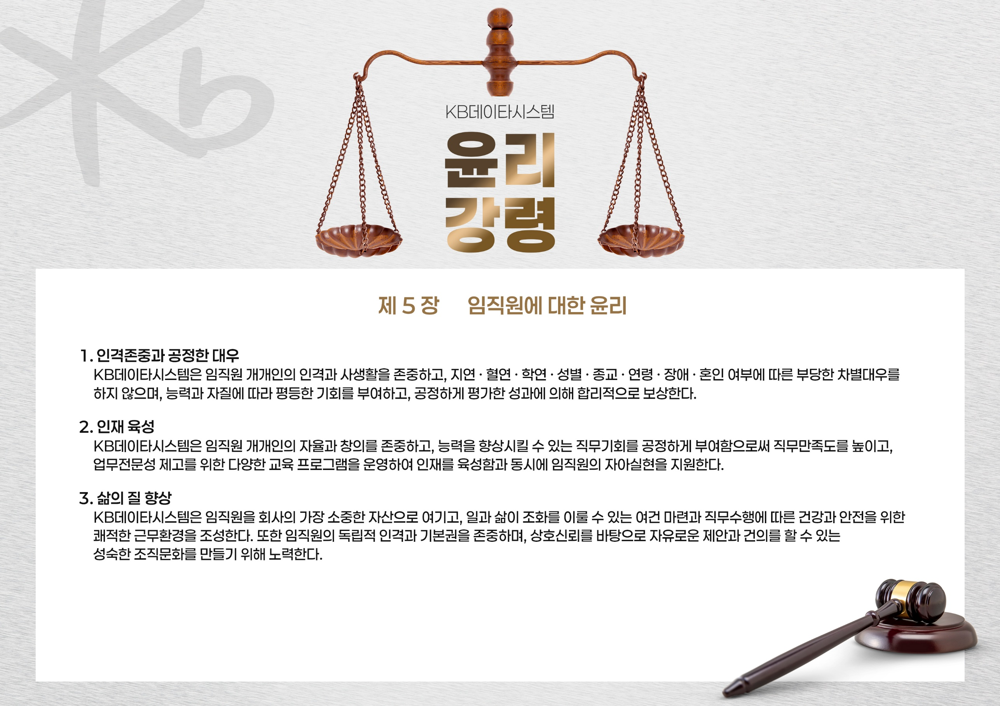 Kb
KB데이타시스템
윤리
강령
제 5 장 임직원에 대한 윤리
1. 인격존중과 공정한 대우
KB데이타시스템은 임직원 개개인의 인격과 사생활을 존중하고, 지연 · 혈연 · 학연 · 성별 · 종교 · 연령 · 장애 · 혼인 여부에 따른 부당한 차별대우를
하지 않으며, 능력과 자질에 따라 평등한 기회를 부여하고, 공정하게 평가한 성과에 의해 합리적으로 보상한다.
2. 인재 육성
KB데이타시스템은 임직원 개개인의 자율과 창의를 존중하고, 능력을 향상시킬 수 있는 직무기회를 공정하게 부여함으로써 직무만족도를 높이고,
업무전문성 제고를 위한 다양한 교육 프로그램을 운영하여 인재를 육성함과 동시에 임직원의 자아실현을 지원한다.
3. 삶의 질 향상
KB데이타시스템은 임직원을 회사의 가장 소중한 자산으로 여기고, 일과 삶이 조화를 이룰 수 있는 여건 마련과 직무수행에 따른 건강과 안전을 위한
쾌적한 근무환경을 조성한다. 또한 임직원의 독립적 인격과 기본권을 존중하며, 상호신뢰를 바탕으로 자유로운 제안과 건의를 할 수 있는
성숙한 조직문화를 만들기 위해 노력한다.